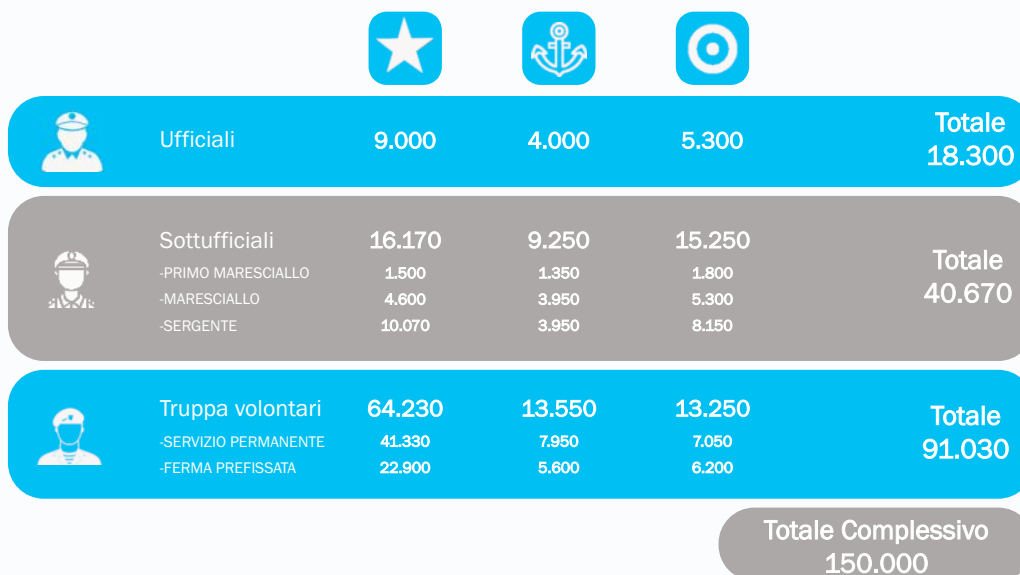 Ufficiali 9.000 4.000 5.300 Totale 18.300
Sottufficiali 16.170 9.250 15.250 Totale 40.670
-PRIMO MARESCIALLO 1.500 1.350 1.800
-MARESCIALLO 4.600 3.950 5.300
-SERGENTE 10.070 3.950 8.150
Truppa volontari 64.230 13.550 13.250 Totale 91.030
-SERVIZIO PERMANENTE 41.330 7.950 7.050
-FERMA PREFISSATA 22.900 5.600 6.200
Totale Complessivo
150.000